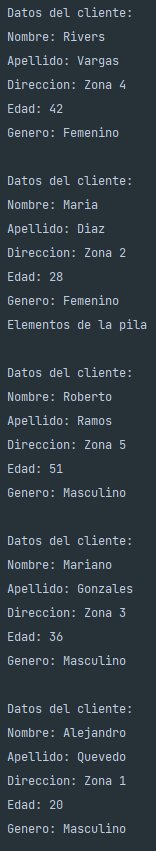 Datos del cliente:
Nombre: Rivers
Apellido: Vargas
Direccion: Zona 4
Edad: 42
Genero: Femenino
Datos del cliente:
Nombre: Maria
Apellido: Diaz
Direccion: Zona 2
Edad: 28
Genero: Femenino
Elementos de la pila
Datos del cliente:
Nombre: Roberto
Apellido: Ramos
Direccion: Zona 5
Edad: 51
Genero: Masculino
Datos del cliente:
Nombre: Mariano
Apellido: Gonzales
Direccion: Zona 3
Edad: 36
Genero: Masculino
Datos del cliente:
Nombre: Alejandro
Apellido: Quevedo
Direccion: Zona 1
Edad: 20
Genero: Masculino